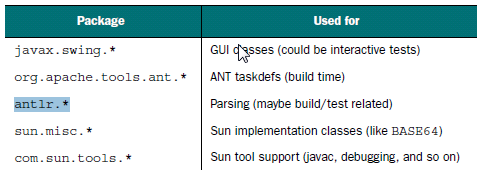 Package Used for
javax.swing.* GUI classes (could be interactive tests)
org.apache.tools.ant.* ANT taskdefs (build time)
antlr.* Parsing (maybe build/test related)
sun.misc.* Sun implementation classes (like BASE64)
com.sun.tools.* Sun tool support (javac, debugging, and so on)